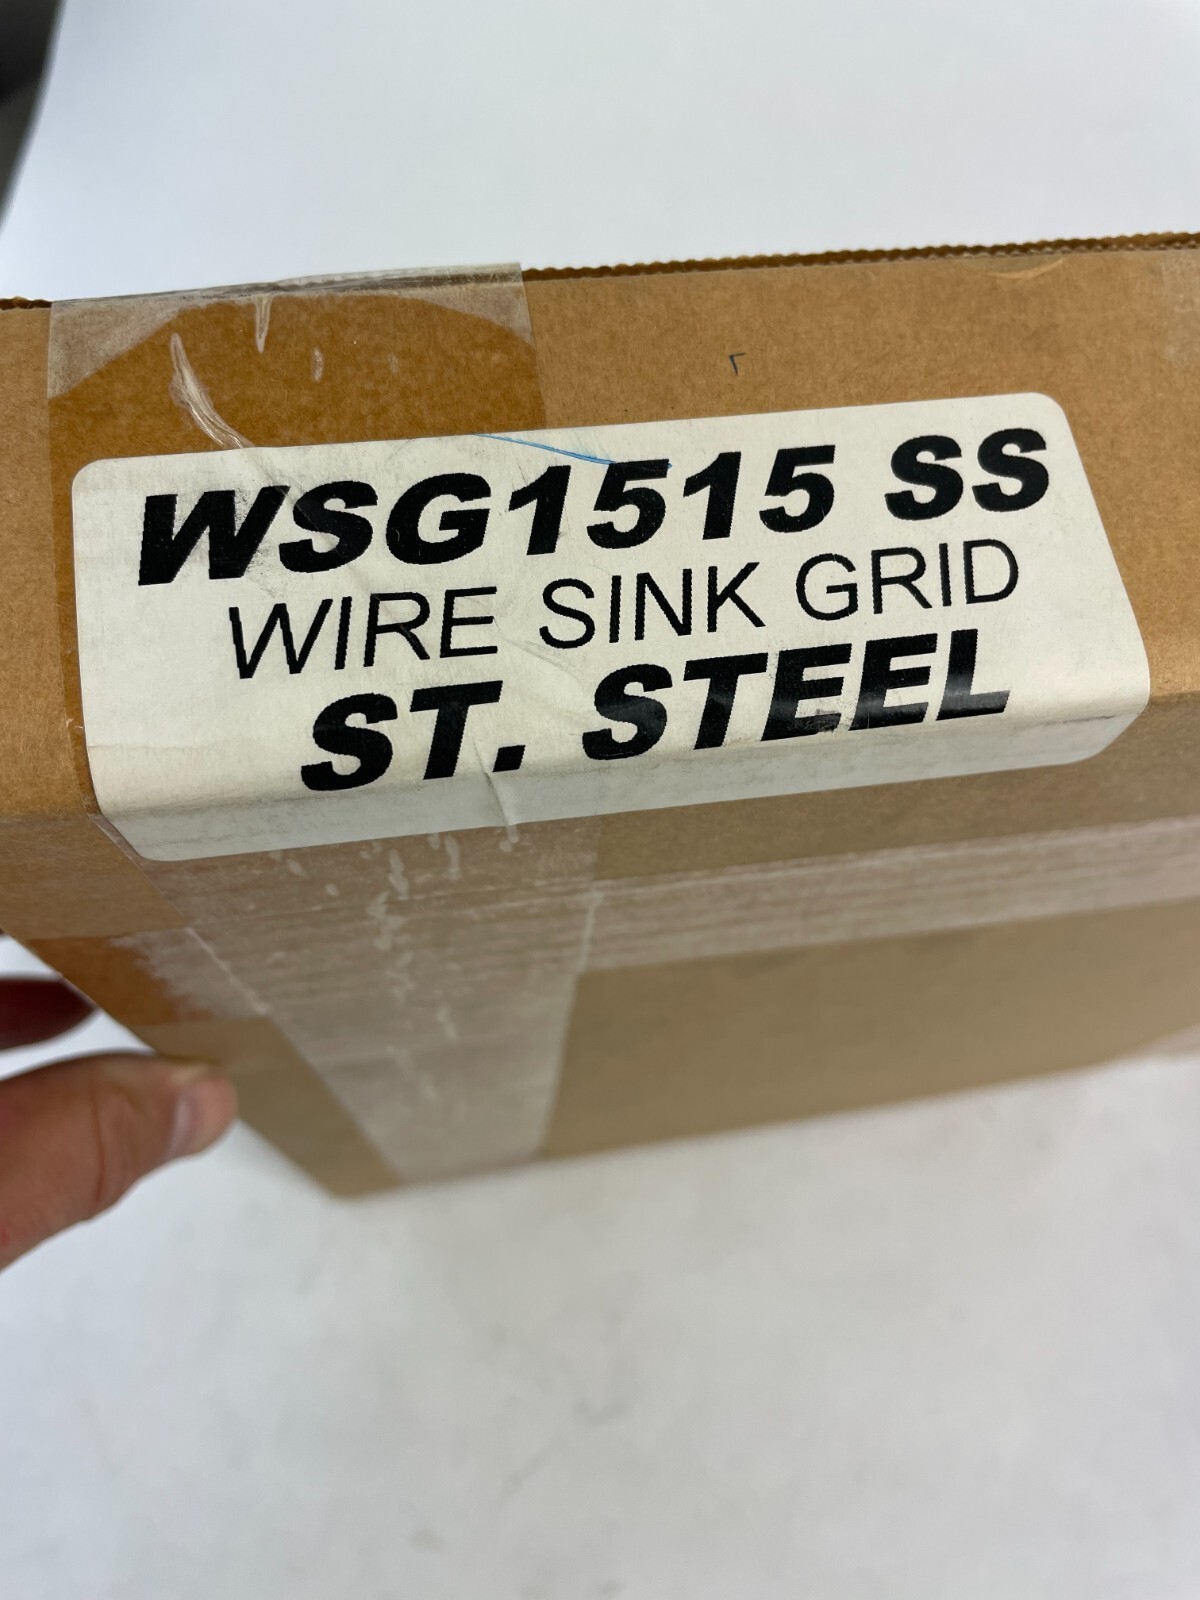 WSG1515 SS
WIRE SINK GRID
ST. STEEL